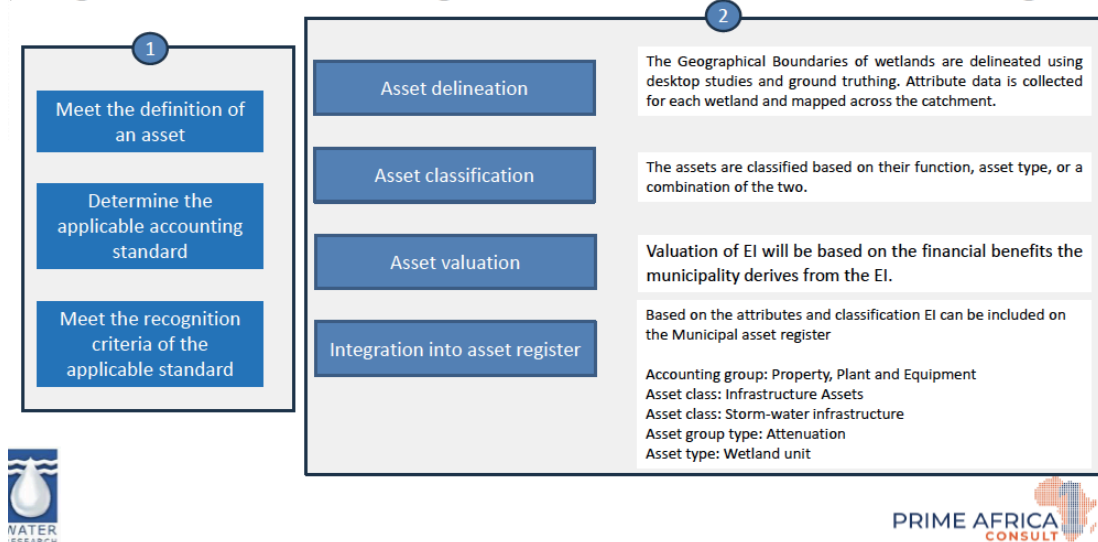 1
Meet the definition of
an asset
Determine the
applicable accounting
standard
Meet the recognition
criteria of the
applicable standard
2
Asset delineation
The Geographical Boundaries of wetlands are delineated using
desktop studies and ground truthing. Attribute data is collected
for each wetland and mapped across the catchment.
Asset classification
The assets are classified based on their function, asset type, or a
combination of the two.
Asset valuation
Valuation of EI will be based on the financial benefits the
municipality derives from the EI.
Integration into asset register
Based on the attributes and classification EI can be included on
the Municipal asset register
Accounting group: Property, Plant and Equipment
Asset class: Infrastructure Assets
Asset class: Storm-water infrastructure
Asset group type: Attenuation
Asset type: Wetland unit
WATER
PRIME AFRICA
CONSULT